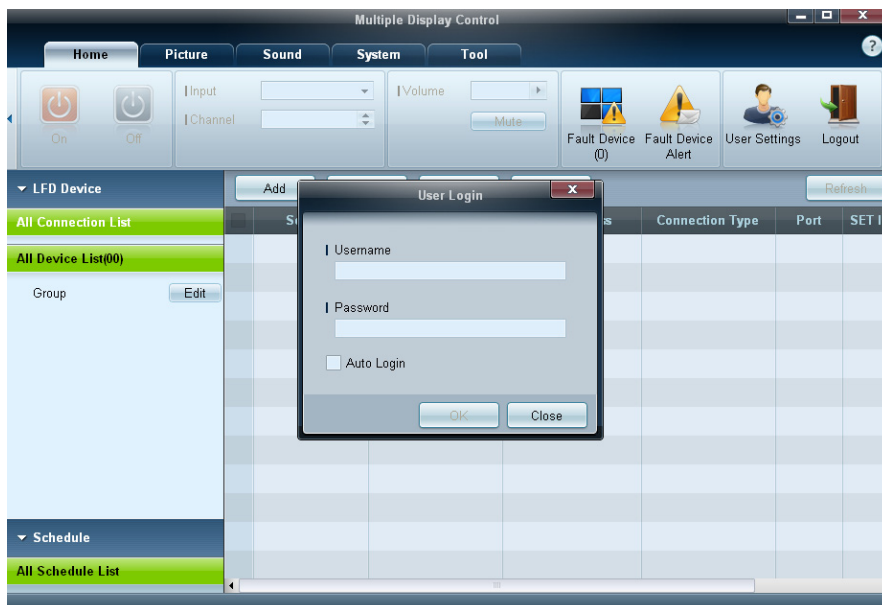 Multiple Display Control
Home Picture Sound System Tool
?
Input
Channel
Volume
Mute
On Off
Fault Device
(0)
Fault Device
Alert
User Settings
Logout
LFD Device
Add
Refresh
User Login
All Connection List
Connection Type Port SET I
All Device List(00)
Group Edit
Username
Password
Auto Login
OK Close
Schedule
All Schedule List